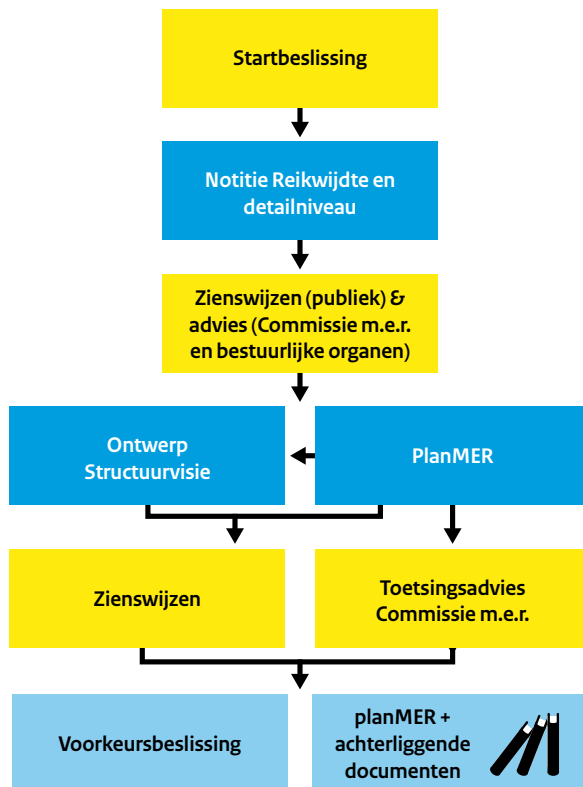 Startbeslissing
Notitie Reikwijdte en
detailniveau
Zienswijzen (publiek) &
advies (Commissie m.e.r.
en bestuurlijke organen)
Ontwerp
Structuurvisie
PlanMER
Zienswijzen
Toetsingsadvies
Commissie m.e.r.
Voorkeursbeslissing
planMER +
achterliggende
documenten